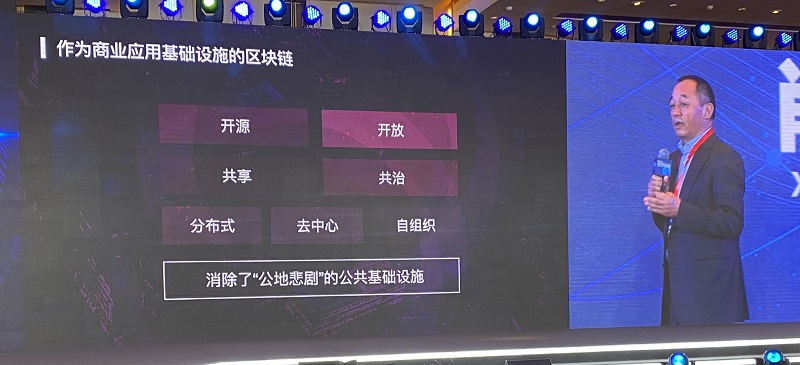 作为商业应用基础设施的区块链
开源 开放
共享 共治
分布式 去中心 自组织
消除了“公地悲剧”的公共基础设施